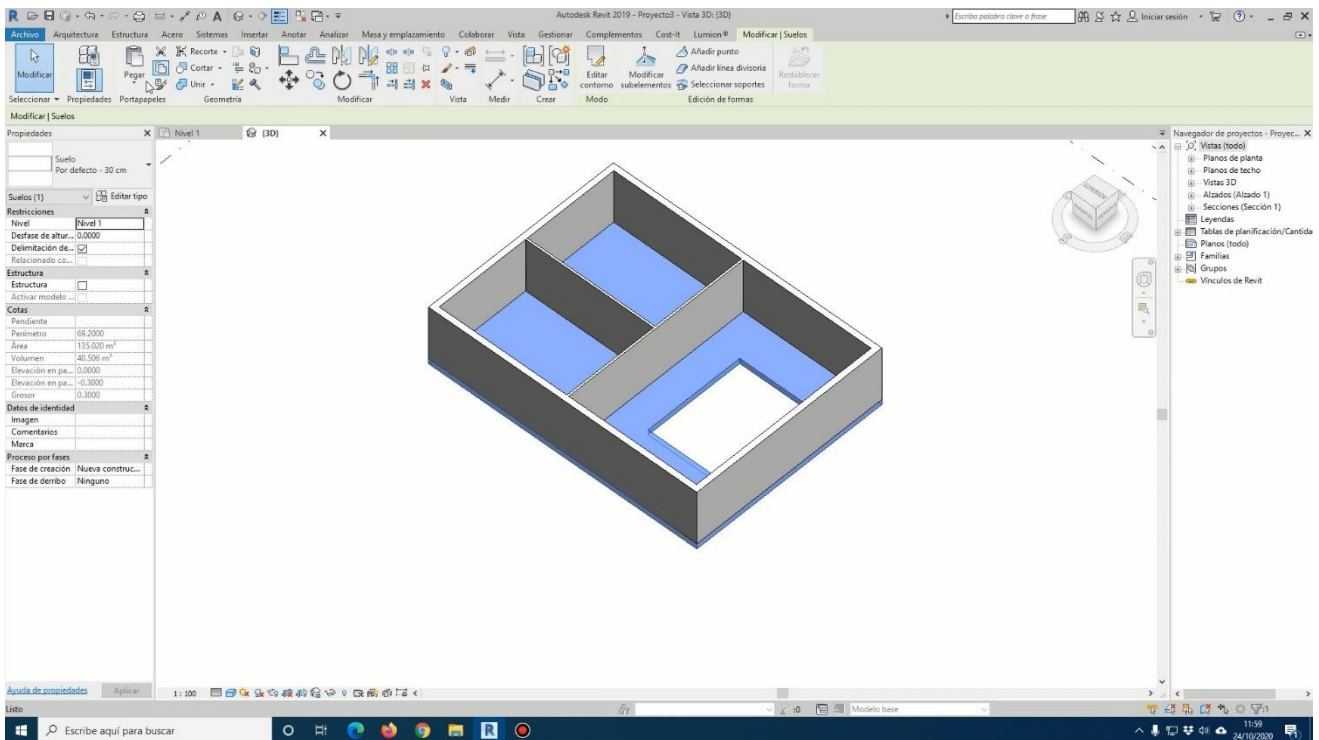 Autodesk Revit 2019 - Proyecto3 - Vista 3D: {3D}
Escriba palabra clave o frase
Iniciar sesión
Archivo Arquitectura Estructura Acero Sistemas Insertar Anotar Analizar Masa y emplazamiento Colaborar Vista Gestionar Complementos Cost-It Lumion® Modificar | Suelos
Modificar
Pegar
Recorte
Cortar
Unir
Editar contorno
Modificar subelementos
Añadir punto
Añadir línea divisoria
Seleccionar soportes
Restablecer forma
Seleccionar Propiedades Portapapeles Geometría Modificar Vista Medir Crear Modo Edición de formas
Modificar | Suelos
Propiedades
Nivel 1
{3D}
Navegador de proyectos - Proyec...
Suelo
Por defecto - 30 cm
Suelos (1)
Editar tipo
Restricciones
Nivel Nivel 1
Desfase de altur... 0.0000
Delimitación de...
Relacionado co...
Estructura
Estructura
Activar modelo ...
Cotas
Pendiente
Perímetro 69.2000
Área 135.020 m²
Volumen 40.506 m³
Elevación en pa... 0.0000
Elevación en pa... -0.3000
Grosor 0.3000
Datos de identidad
Imagen
Comentarios
Marca
Proceso por fases
Fase de creación Nueva construc...
Fase de derribo Ninguno
Vistas (todo)
Planos de planta
Planos de techo
Vistas 3D
Alzados (Alzado 1)
Secciones (Sección 1)
Leyendas
Tablas de planificación/Cantida
Planos (todo)
Familias
Grupos
Vínculos de Revit
SUPERIOR
Ayuda de propiedades
Aplicar
1 : 100
Listo
:0
Modelo base
:1
Escribe aquí para buscar
11:59
24/10/2020